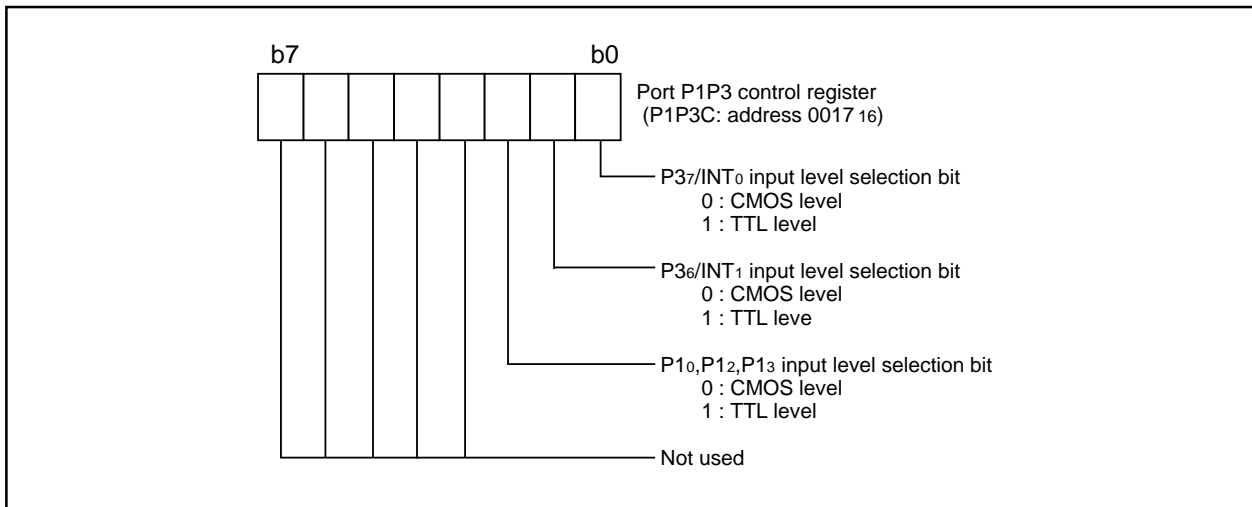 b7 b0
Port P1P3 control register
(P1P3C: address 0017 16)
P37/INT0 input level selection bit
0 : CMOS level
1 : TTL level
P36/INT1 input level selection bit
0 : CMOS level
1 : TTL leve
P10,P12,P13 input level selection bit
0 : CMOS level
1 : TTL level
Not used